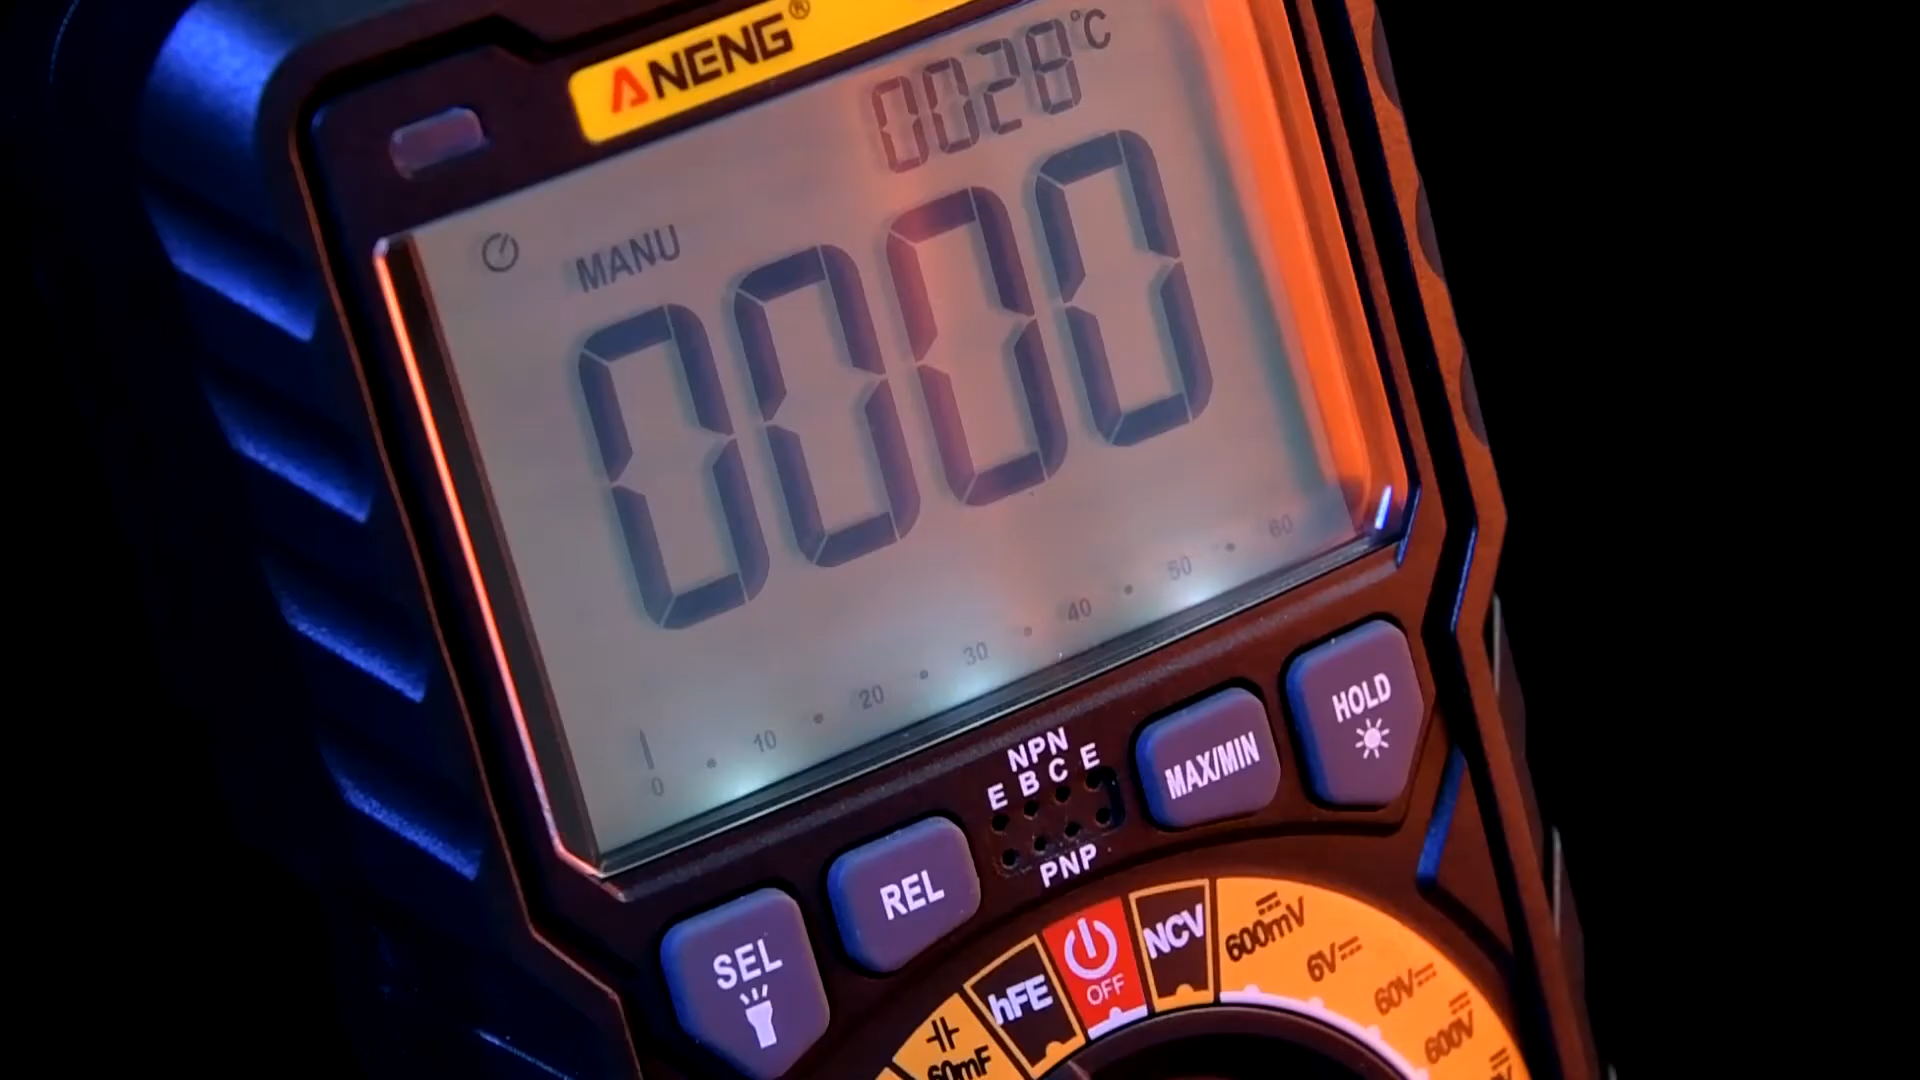 ANENG®
0028°C
MANU
0000
0 10 20 30 40 50 60
HOLD
MAX/MIN
NPN
E B C E
PNP
REL
SEL
OFF
NCV
hFE
60mF
600mV
6V
60V
600V